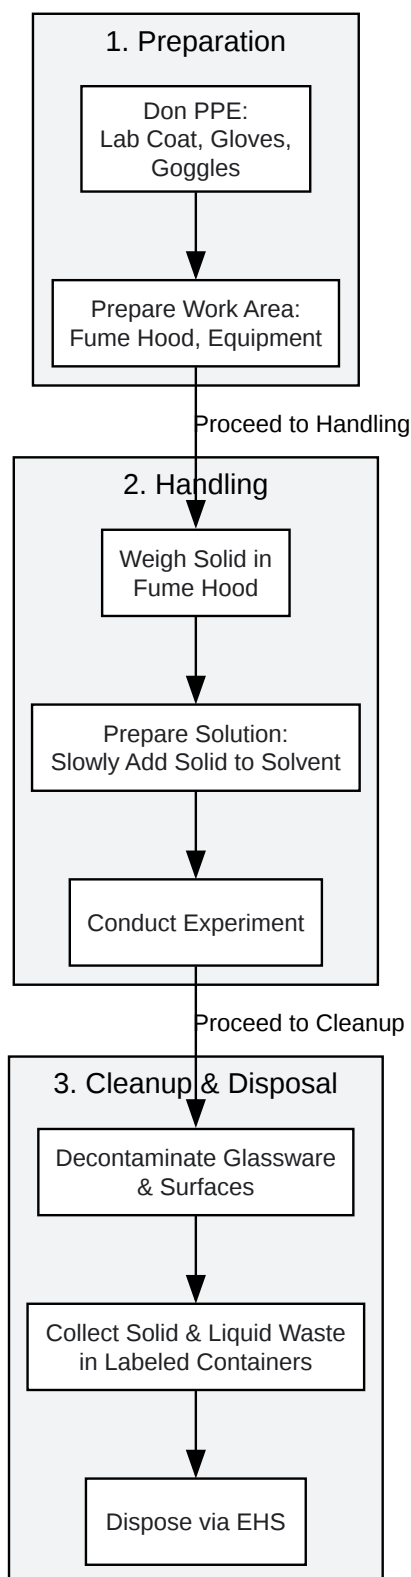 1. Preparation
Don PPE:
Lab Coat, Gloves,
Goggles
Prepare Work Area:
Fume Hood, Equipment
Proceed to Handling
2. Handling
Weigh Solid in
Fume Hood
Prepare Solution:
Slowly Add Solid to Solvent
Conduct Experiment
Proceed to Cleanup
3. Cleanup & Disposal
Decontaminate Glassware
& Surfaces
Collect Solid & Liquid Waste
in Labeled Containers
Dispose via EHS